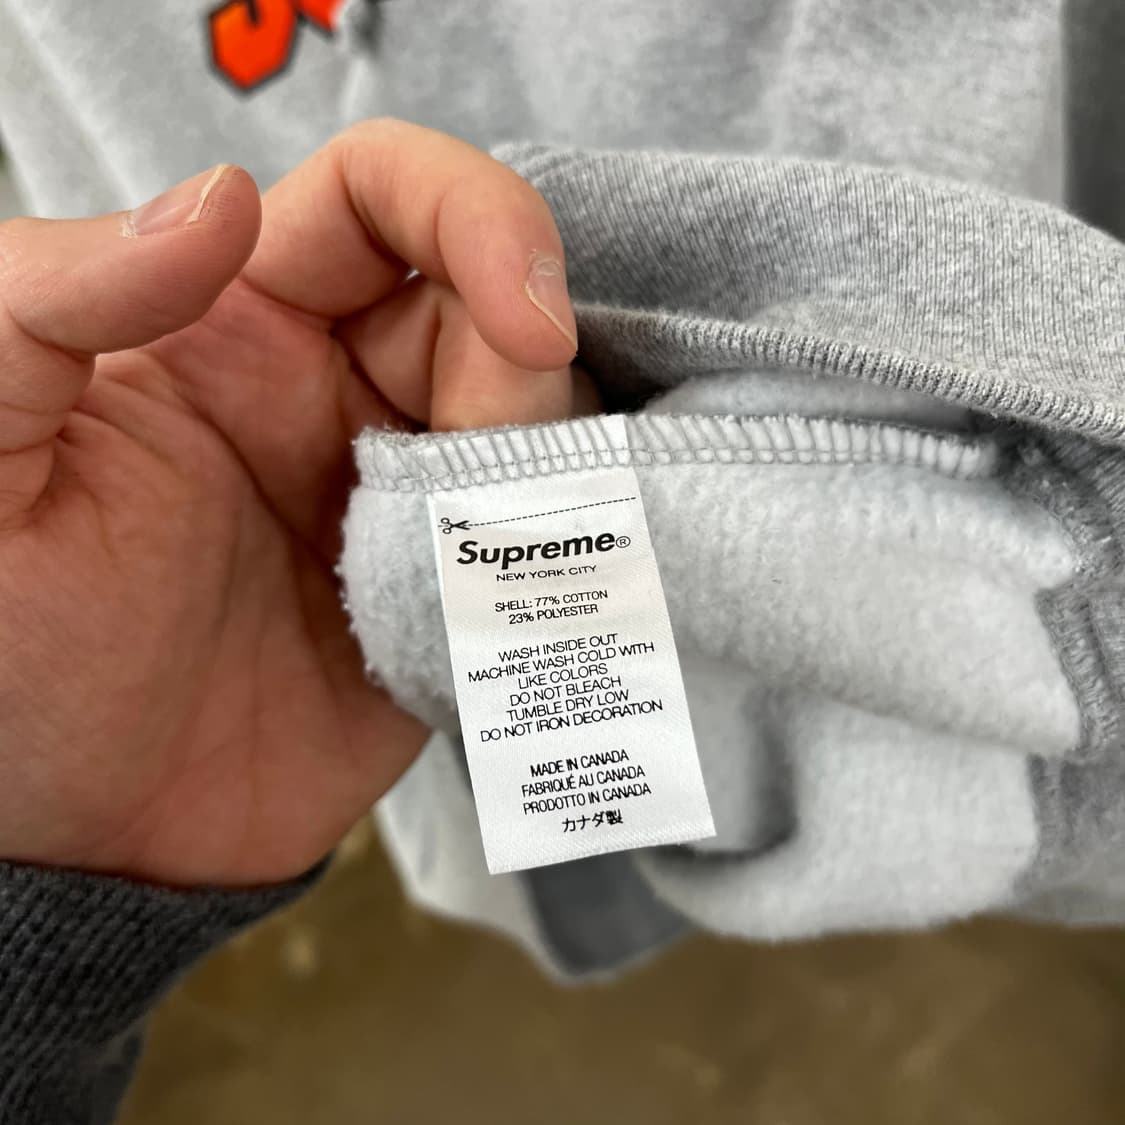 Supreme®
NEW YORK CITY
SHELL: 77% COTTON
23% POLYESTER
WASH INSIDE OUT
MACHINE WASH COLD WITH
LIKE COLORS
DO NOT BLEACH
TUMBLE DRY LOW
DO NOT IRON DECORATION
MADE IN CANADA
FABRIQUÉ AU CANADA
PRODOTTO IN CANADA
カナダ製